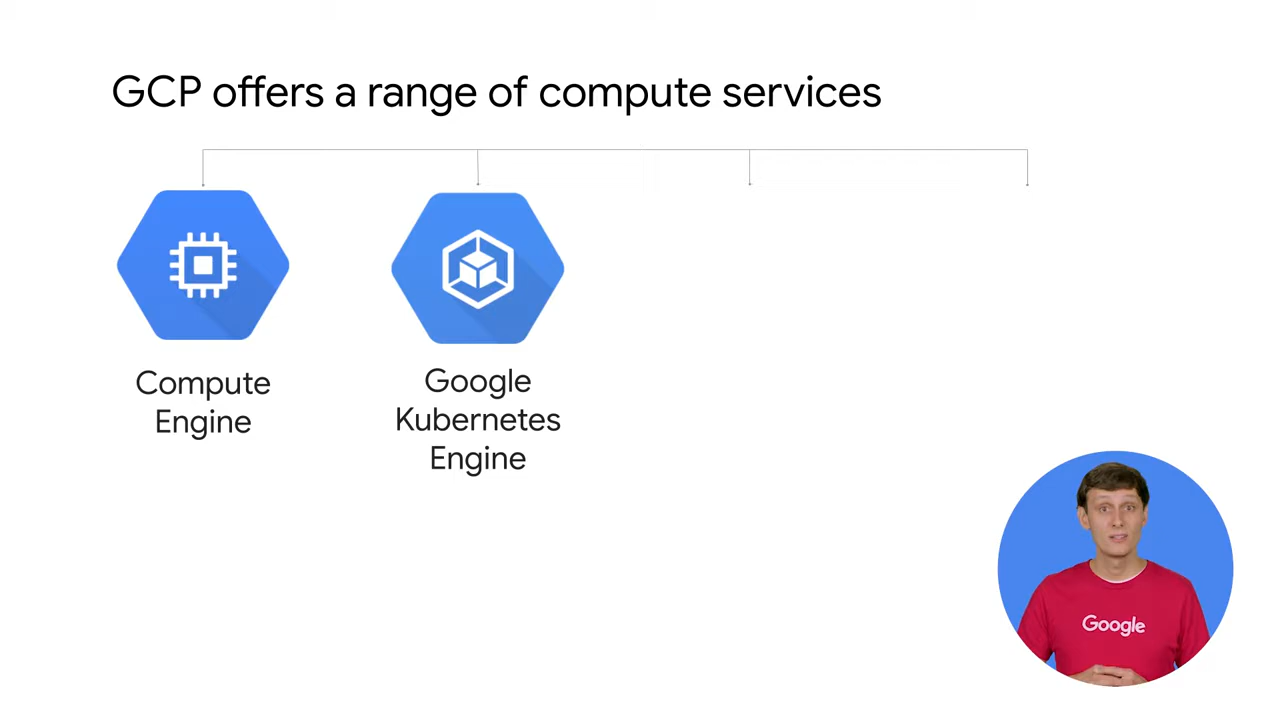 GCP offers a range of compute services
Compute
Engine
Google
Kubernetes
Engine
Google